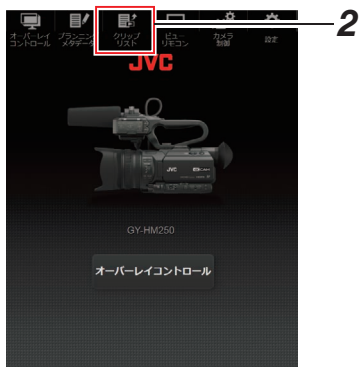 オーバーレイ
コントロール
プランニング
メタデータ
クリップ
リスト
ビュー
リモコン
カメラ
制御
設定
2
JVC
JVC
GY-HM250
オーバーレイコントロール